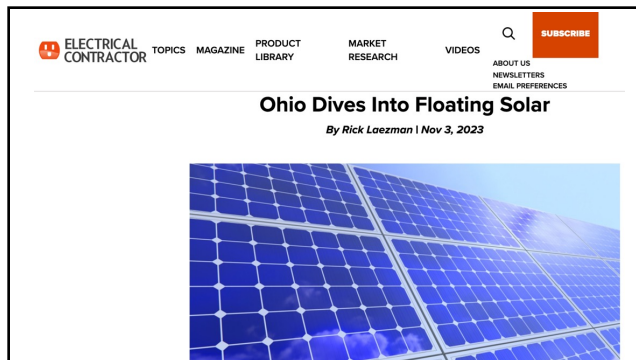 ELECTRICAL
CONTRACTOR
TOPICS
MAGAZINE
PRODUCT
LIBRARY
MARKET
RESEARCH
VIDEOS
SUBSCRIBE
ABOUT US
NEWSLETTERS
EMAIL PREFERENCES
Ohio Dives Into Floating Solar
By Rick Laezman | Nov 3, 2023